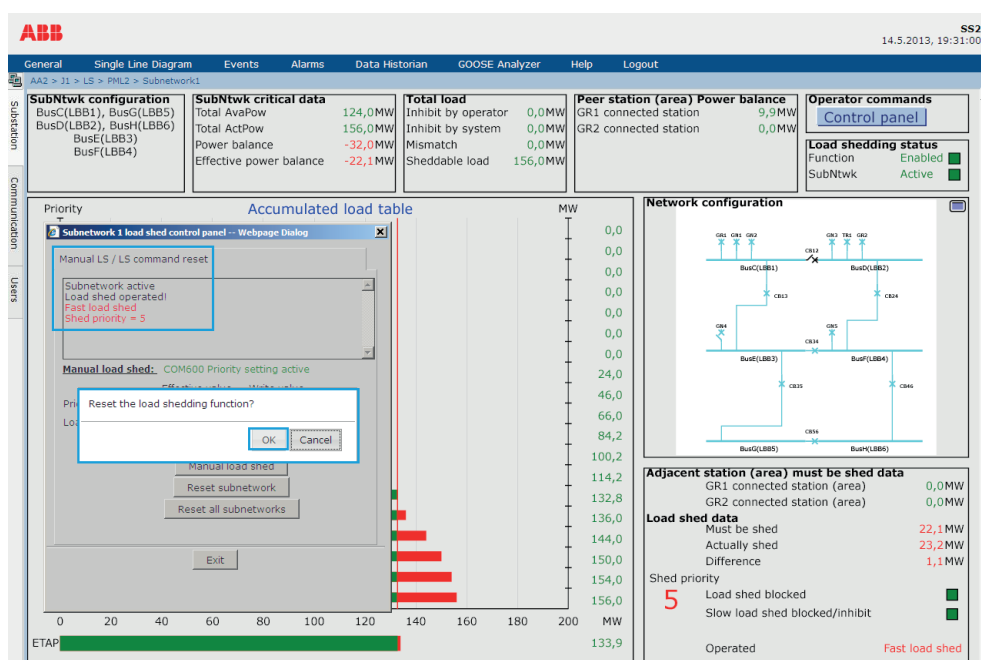 ABB
SS2
14.5.2013, 19:31:00
General Single Line Diagram Events Alarms Data Historian GOOSE Analyzer Help Logout
AA2 > J1 > LS > PML2 > Subnetwork1
Substation
Communication
Users
SubNtwk configuration
BusC(LBB1), BusG(LBB5)
BusD(LBB2), BusH(LBB6)
BusE(LBB3)
BusF(LBB4)
SubNtwk critical data
Total AvaPow 124,0MW
Total ActPow 156,0MW
Power balance -32,0MW
Effective power balance -22,1MW
Total load
Inhibit by operator 0,0MW
Inhibit by system 0,0MW
Mismatch 0,0MW
Sheddable load 156,0MW
Peer station (area) Power balance
GR1 connected station 9,9MW
GR2 connected station 0,0MW
Operator commands
Control panel
Load shedding status
Function Enabled
SubNtwk Active
Priority Accumulated load table MW
Subnetwork 1 load shed control panel -- Webpage Dialog
Manual LS / LS command reset
Subnetwork active
Load shed operated!
Fast load shed
Shed priority = 5
Manual load shed: COM600 Priority setting active
Effective value Write value
Reset the load shedding function?
OK Cancel
Manual load shed
Reset subnetwork
Reset all subnetworks
Exit
0,0
0,0
0,0
0,0
0,0
0,0
0,0
24,0
46,0
66,0
84,2
100,2
114,2
132,8
136,0
144,0
150,0
154,0
156,0
0 20 40 60 80 100 120 140 160 180 200 MW
ETAP 133,9
Network configuration
GR1 GN1 GN2 CB12 GN3 TR1 GR2
BusC(LBB1) BusD(LBB2)
CB13 CB24
GN4 CB34 GN5
BusE(LBB3) BusF(LBB4)
CB35 CB46
CB56
BusG(LBB5) BusH(LBB6)
Adjacent station (area) must be shed data
GR1 connected station (area) 0,0MW
GR2 connected station (area) 0,0MW
Load shed data
Must be shed 22,1MW
Actually shed 23,2MW
Difference 1,1MW
Shed priority
5
Load shed blocked
Slow load shed blocked/inhibit
Operated Fast load shed